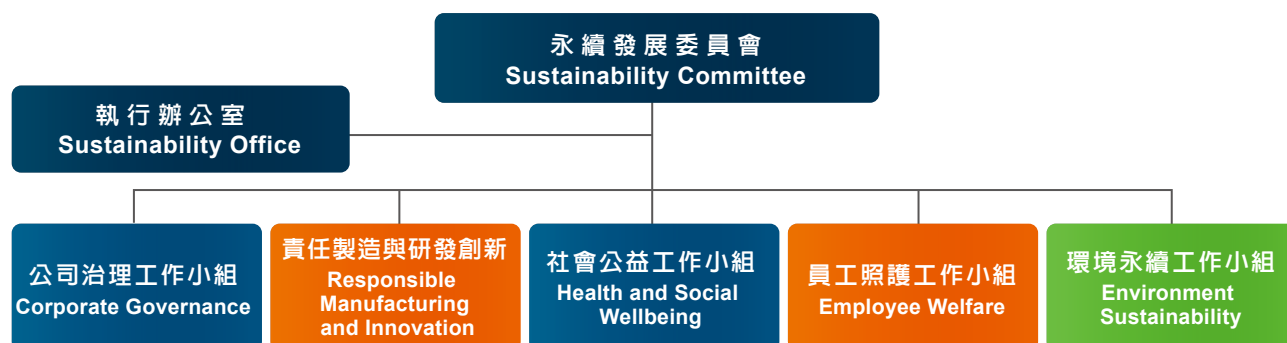 永續發展委員會
Sustainability Committee
執行辦公室
Sustainability Office
公司治理工作小組
Corporate Governance
責任製造與研發創新
Responsible
Manufacturing
and Innovation
社會公益工作小組
Health and Social
Wellbeing
員工照護工作小組
Employee Welfare
環境永續工作小組
Environment
Sustainability